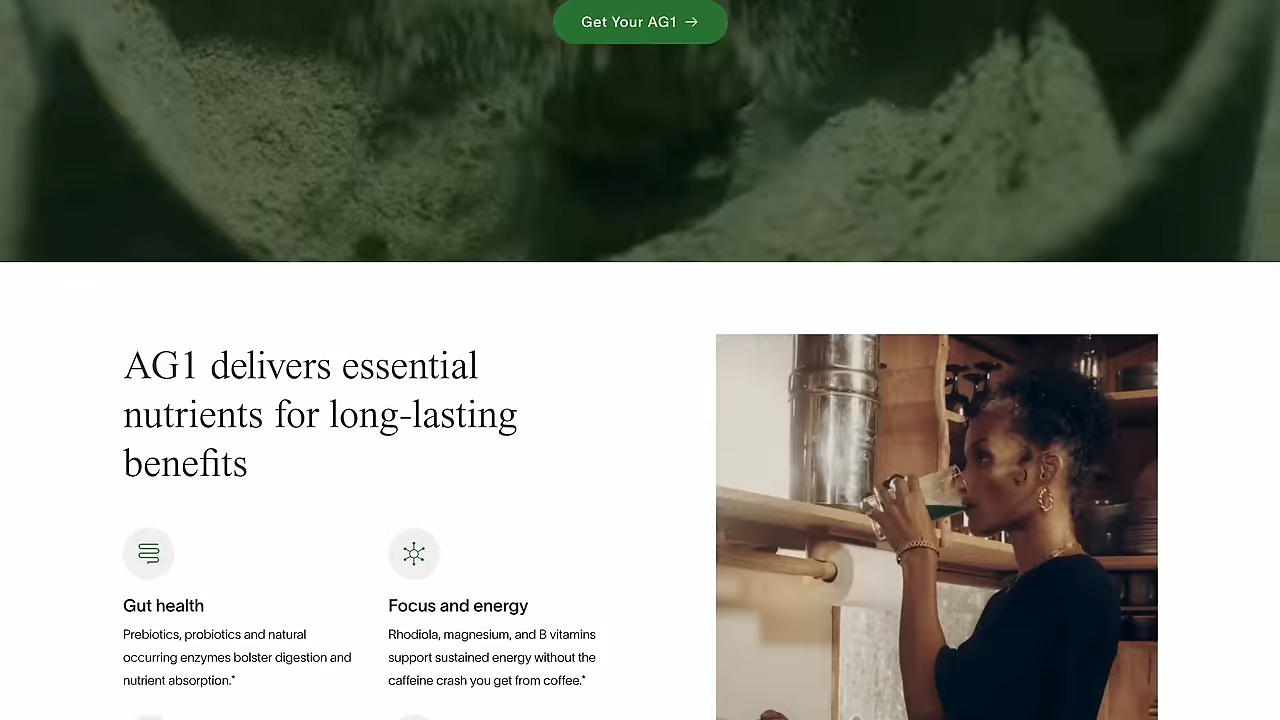 Get Your AG1 →
AG1 delivers essential
nutrients for long-lasting
benefits
Gut health
Prebiotics, probiotics and natural
occurring enzymes bolster digestion and
nutrient absorption.*
Focus and energy
Rhodiola, magnesium, and B vitamins
support sustained energy without the
caffeine crash you get from coffee.*